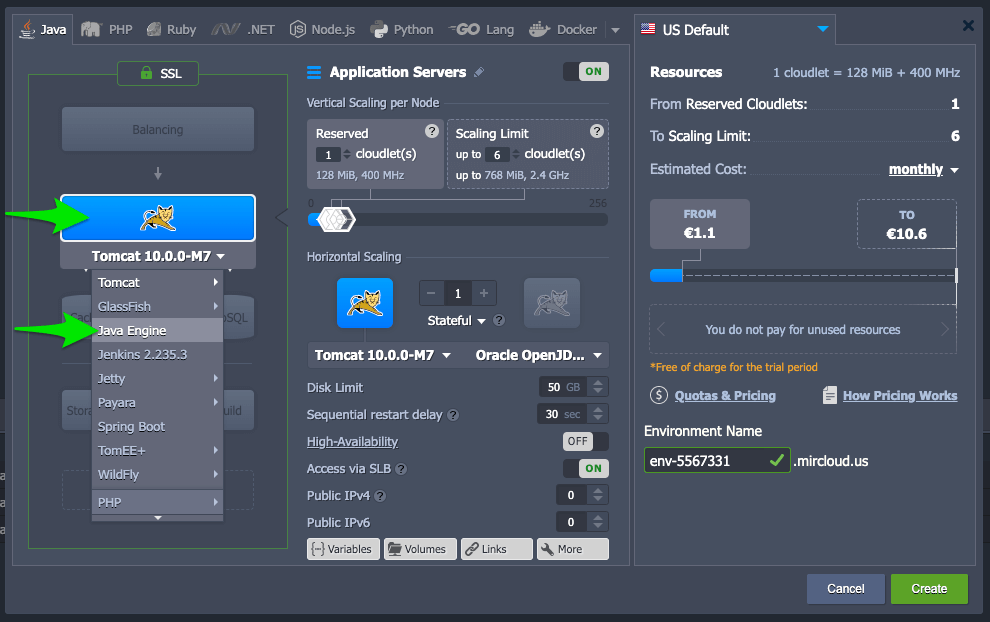 Java
PHP
Ruby
.NET
Node.js
Python
GO Lang
Docker
US Default
SSL
Balancing
Tomcat 10.0.0-M7
Tomcat
GlassFish
Java Engine
Jenkins 2.235.3
Jetty
Payara
Spring Boot
TomEE+
WildFly
PHP
Application Servers
ON
Vertical Scaling per Node
Reserved ?
1 cloudlet(s)
128 MiB, 400 MHz
Scaling Limit ?
up to 6 cloudlet(s)
up to 768 MiB, 2.4 GHz
0
256
Horizontal Scaling
− 1 +
Stateful ?
Tomcat 10.0.0-M7
Oracle OpenJD...
Disk Limit 50 GB
Sequential restart delay ? 30 sec
High-Availability OFF
Access via SLB ? ON
Public IPv4 ? 0
Public IPv6 0
Variables
Volumes
Links
More
Resources 1 cloudlet = 128 MiB + 400 MHz
From Reserved Cloudlets: 1
To Scaling Limit: 6
Estimated Cost: monthly
FROM
€1.1
TO
€10.6
You do not pay for unused resources
*Free of charge for the trial period
$ Quotas & Pricing
How Pricing Works
Environment Name
env-5567331 .mircloud.us
Cancel
Create